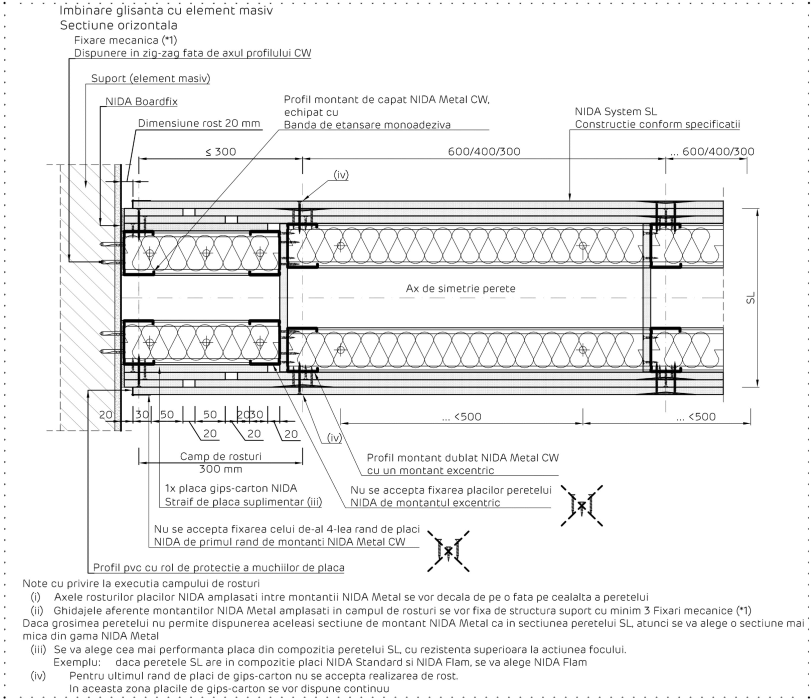 Imbinare glisanta cu element masiv
Sectiune orizontala
Fixare mecanica (*1)
Dispunere in zig-zag fata de axul profilului CW
Suport (element masiv)
NIDA Boardfix
Dimensiune rost 20 mm
Profil montant de capat NIDA Metal CW,
echipat cu
Banda de etansare monoadeziva
NIDA System SL
Constructie conform specificatii
≤ 300
600/400/300
... 600/400/300
(iv)
Ax de simetrie perete
SL
20
30
50
50
20
30
20
20
20
(iv)
... <500
... <500
Camp de rosturi
300 mm
Profil montant dublat NIDA Metal CW
cu un montant excentric
1x placa gips-carton NIDA
Straif de placa suplimentar (iii)
Nu se accepta fixarea placilor peretelui
NIDA de montantul excentric
Nu se accepta fixarea celui de-al 4-lea rand de placi
NIDA de primul rand de montanti NIDA Metal CW
Profil pvc cu rol de protectie a muchiilor de placa
Note cu privire la executia campului de rosturi
(i) Axele rosturilor placilor NIDA amplasati intre montantii NIDA Metal se vor decala de pe o fata pe cealalta a peretelui
(ii) Ghidajele aferente montantilor NIDA Metal amplasati in campul de rosturi se vor fixa de structura suport cu minim 3 Fixari mecanice (*1)
Daca grosimea peretelui nu permite dispunerea aceleasi sectiune de montant NIDA Metal ca in sectiunea peretelui SL, atunci se va alege o sectiune mai
mica din gama NIDA Metal
(iii) Se va alege cea mai performanta placa din compozitia peretelui SL, cu rezistenta superioara la actiunea focului.
Exemplu: daca peretele SL are in compozitie placi NIDA Standard si NIDA Flam, se va alege NIDA Flam
(iv) Pentru ultimul rand de placi de gips-carton nu se accepta realizarea de rost.
In aceasta zona placile de gips-carton se vor dispune continuu